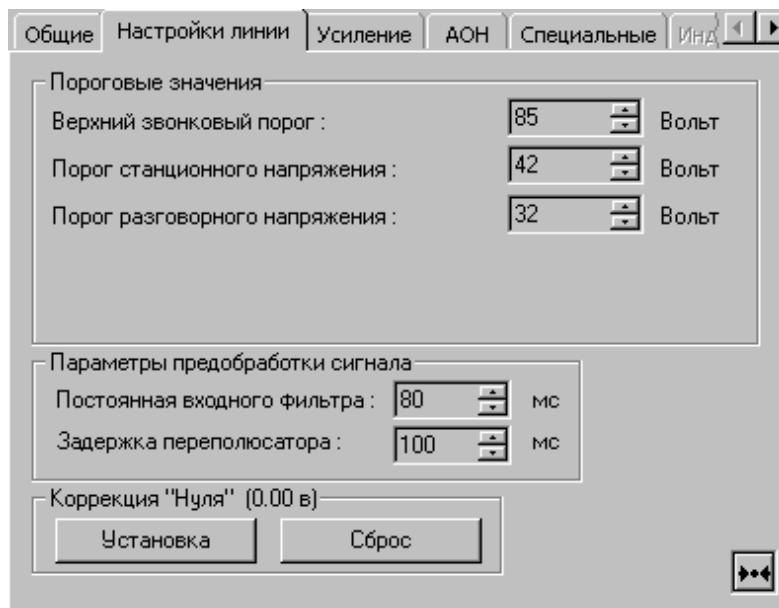 Общие Настройки линии Усиление АОН Специальные Инд
Пороговые значения
Верхний звонковый порог : 85 Вольт
Порог станционного напряжения : 42 Вольт
Порог разговорного напряжения : 32 Вольт
Параметры предобработки сигнала
Постоянная входного фильтра : 80 мс
Задержка переполюсатора : 100 мс
Коррекция "Нуля" (0.00 в)
Установка Сброс